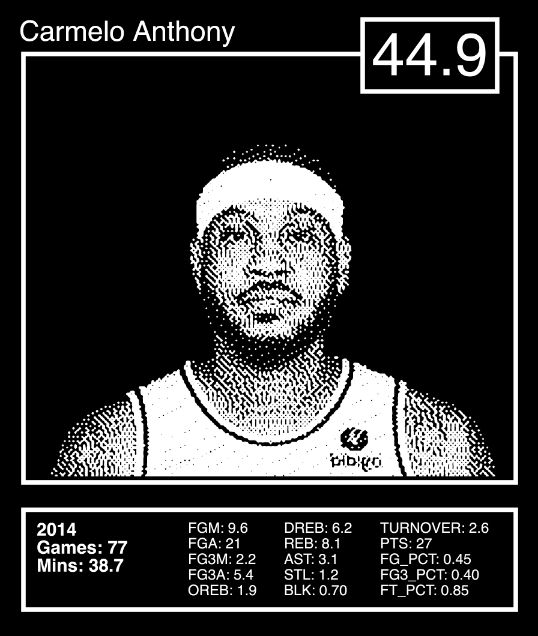 Carmelo Anthony
44.9
bibigo
2014
Games: 77
Mins: 38.7
FGM: 9.6
FGA: 21
FG3M: 2.2
FG3A: 5.4
OREB: 1.9
DREB: 6.2
REB: 8.1
AST: 3.1
STL: 1.2
BLK: 0.70
TURNOVER: 2.6
PTS: 27
FG_PCT: 0.45
FG3_PCT: 0.40
FT_PCT: 0.85